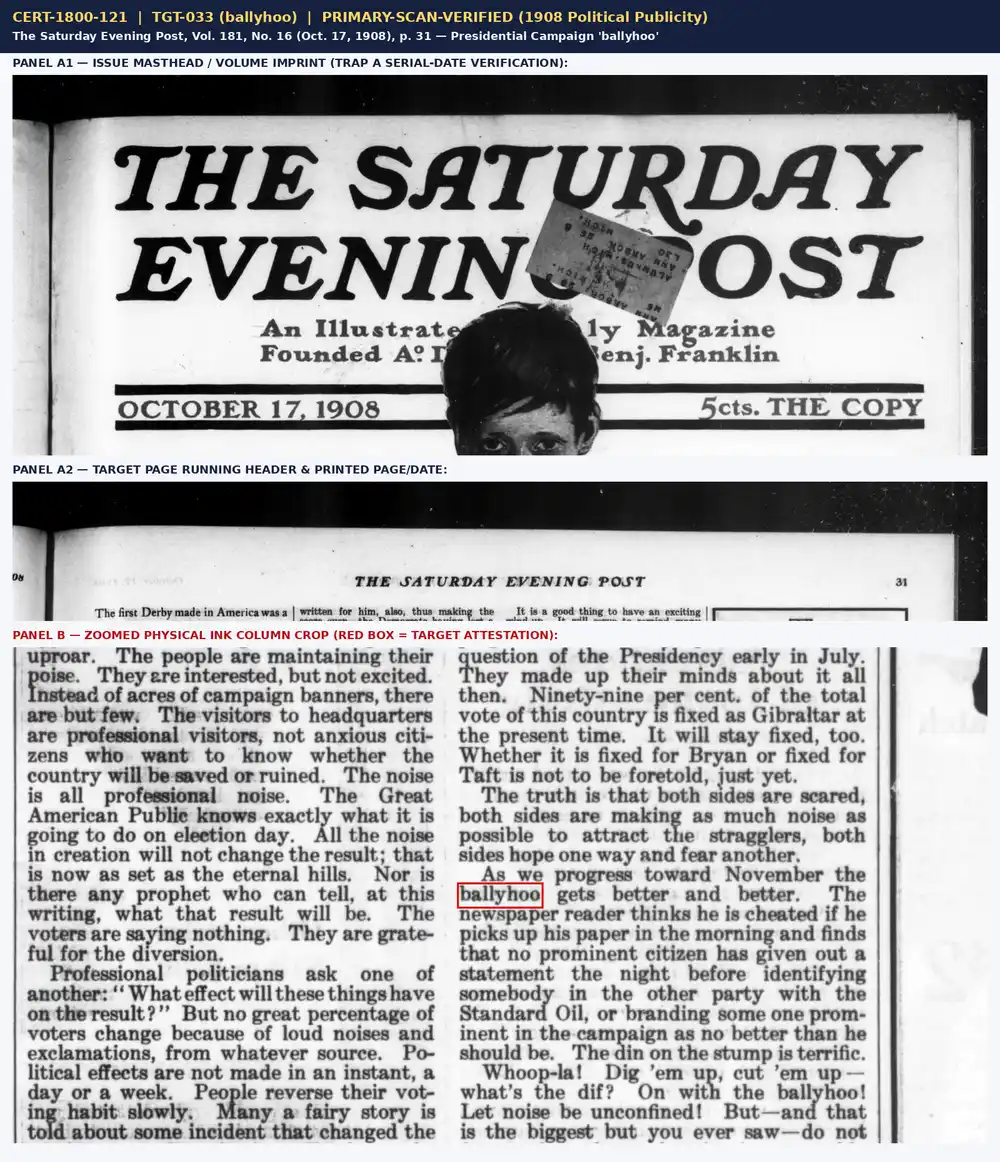 CERT-1800-121 | TGT-033 (ballyhoo) | PRIMARY-SCAN-VERIFIED (1908 Political Publicity)
The Saturday Evening Post, Vol. 181, No. 16 (Oct. 17, 1908), p. 31 — Presidential Campaign 'ballyhoo'
PANEL A1 — ISSUE MASTHEAD / VOLUME IMPRINT (TRAP A SERIAL-DATE VERIFICATION):
THE SATURDAY
EVENING POST
An Illustrate ly Magazine
Founded A.º D Benj. Franklin
OCTOBER 17, 1908
5cts. THE COPY
PANEL A2 — TARGET PAGE RUNNING HEADER & PRINTED PAGE/DATE:
THE SATURDAY EVENING POST
31
The first Derby made in America was a
written for him, also, thus making the
It is a good thing to have an exciting
PANEL B — ZOOMED PHYSICAL INK COLUMN CROP (RED BOX = TARGET ATTESTATION):
uproar. The people are maintaining their
poise. They are interested, but not excited.
Instead of acres of campaign banners, there
are but few. The visitors to headquarters
are professional visitors, not anxious citi-
zens who want to know whether the
country will be saved or ruined. The noise
is all professional noise. The Great
American Public knows exactly what it is
going to do on election day. All the noise
in creation will not change the result; that
is now as set as the eternal hills. Nor is
there any prophet who can tell, at this
writing, what that result will be. The
voters are saying nothing. They are grate-
ful for the diversion.
Professional politicians ask one of
another: "What effect will these things have
on the result?" But no great percentage of
voters change because of loud noises and
exclamations, from whatever source. Po-
litical effects are not made in an instant, a
day or a week. People reverse their vot-
ing habit slowly. Many a fairy story is
told about some incident that changed the
question of the Presidency early in July.
They made up their minds about it all
then. Ninety-nine per cent. of the total
vote of this country is fixed as Gibraltar at
the present time. It will stay fixed, too.
Whether it is fixed for Bryan or fixed for
Taft is not to be foretold, just yet.
The truth is that both sides are scared,
both sides are making as much noise as
possible to attract the stragglers, both
sides hope one way and fear another.
As we progress toward November the
ballyhoo gets better and better. The
newspaper reader thinks he is cheated if he
picks up his paper in the morning and finds
that no prominent citizen has given out a
statement the night before identifying
somebody in the other party with the
Standard Oil, or branding some one prom-
inent in the campaign as no better than he
should be. The din on the stump is terrific.
Whoop-la! Dig 'em up, cut 'em up—
what's the dif? On with the ballyhoo!
Let noise be unconfined! But—and that
is the biggest but you ever saw—do not